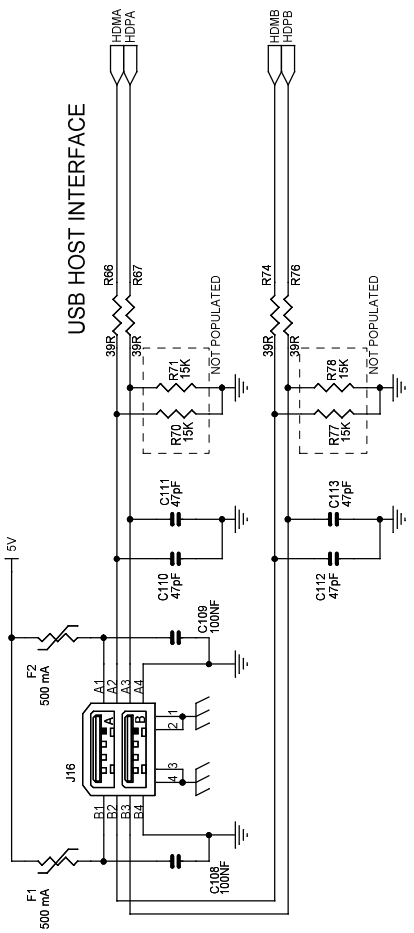 USB HOST INTERFACE
5V
F1
500 mA
F2
500 mA
J16
A
B
B1
B2
B3
B4
A1
A2
A3
A4
4
3
2
1
C108
100NF
C109
100NF
C110
47pF
C111
47pF
R70
15K
R71
15K
NOT POPULATED
39R
R66
39R
R67
HDMA
HDPA
C112
47pF
C113
47pF
R77
15K
R78
15K
NOT POPULATED
39R
R74
39R
R76
HDMB
HDPB